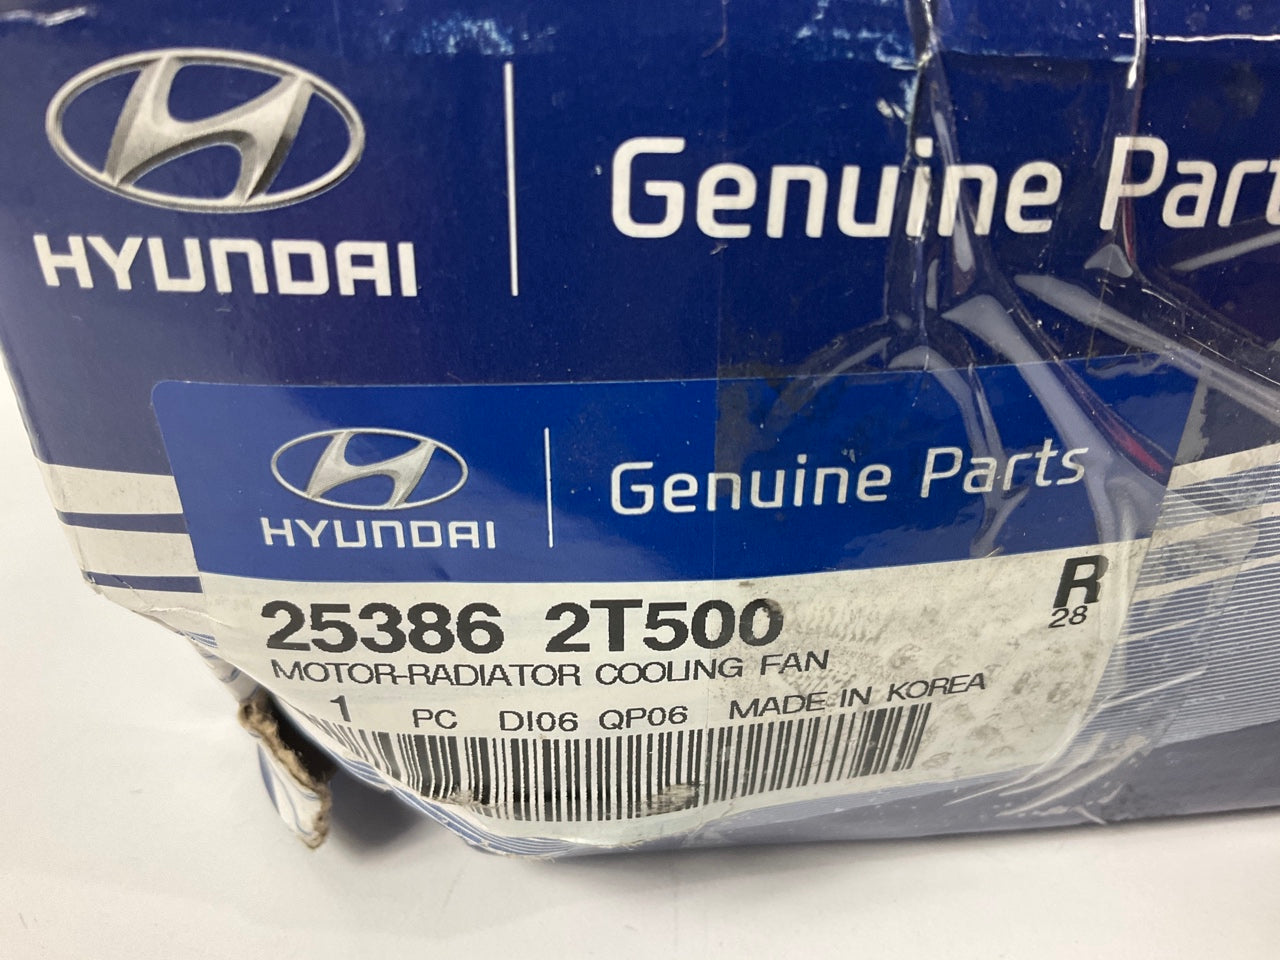 HYUNDAI
Genuine Part
HYUNDAI
Genuine Parts
25386 2T500
R
28
MOTOR-RADIATOR COOLING FAN
1 PC DI06 QP06 MADE IN KOREA